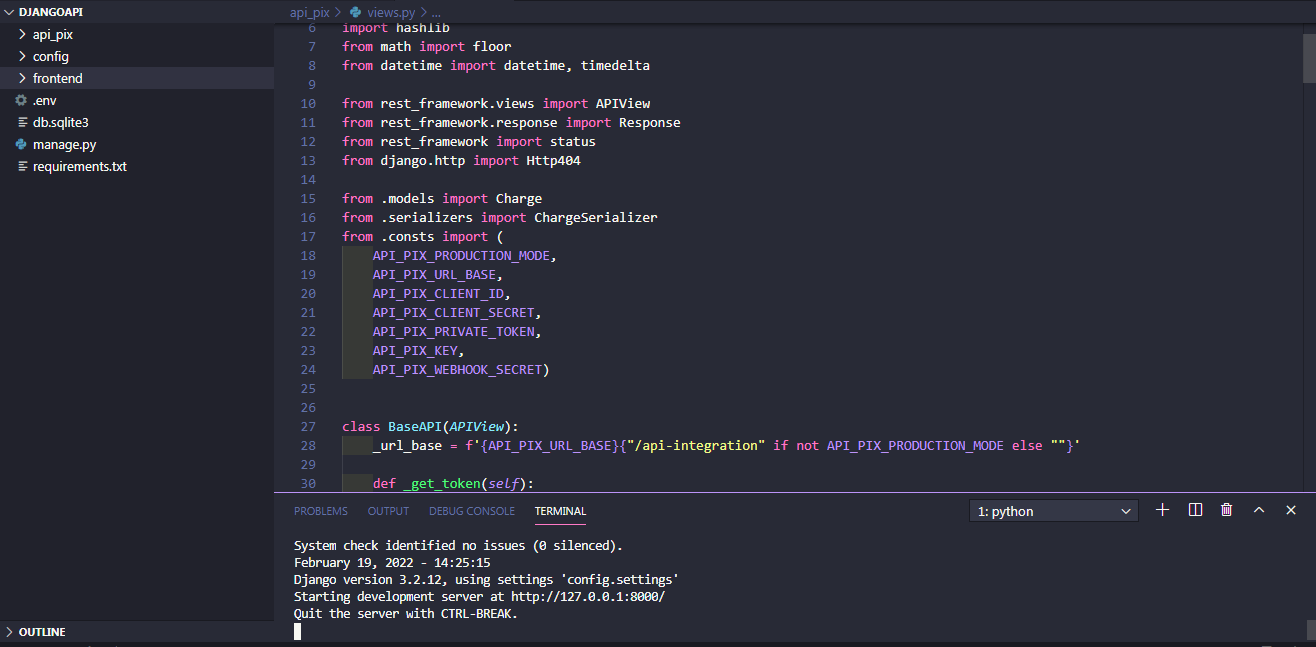 DJANGOAPI
api_pix
config
frontend
.env
db.sqlite3
manage.py
requirements.txt
OUTLINE
api_pix > views.py > ...
6 import hashlib
7 from math import floor
8 from datetime import datetime, timedelta
9
10 from rest_framework.views import APIView
11 from rest_framework.response import Response
12 from rest_framework import status
13 from django.http import Http404
14
15 from .models import Charge
16 from .serializers import ChargeSerializer
17 from .consts import (
18 API_PIX_PRODUCTION_MODE,
19 API_PIX_URL_BASE,
20 API_PIX_CLIENT_ID,
21 API_PIX_CLIENT_SECRET,
22 API_PIX_PRIVATE_TOKEN,
23 API_PIX_KEY,
24 API_PIX_WEBHOOK_SECRET)
25
26
27 class BaseAPI(APIView):
28 _url_base = f'{API_PIX_URL_BASE}{"/api-integration" if not API_PIX_PRODUCTION_MODE else ""}'
29
30 def _get_token(self):
PROBLEMS OUTPUT DEBUG CONSOLE TERMINAL 1: python
System check identified no issues (0 silenced).
February 19, 2022 - 14:25:15
Django version 3.2.12, using settings 'config.settings'
Starting development server at http://127.0.0.1:8000/
Quit the server with CTRL-BREAK.